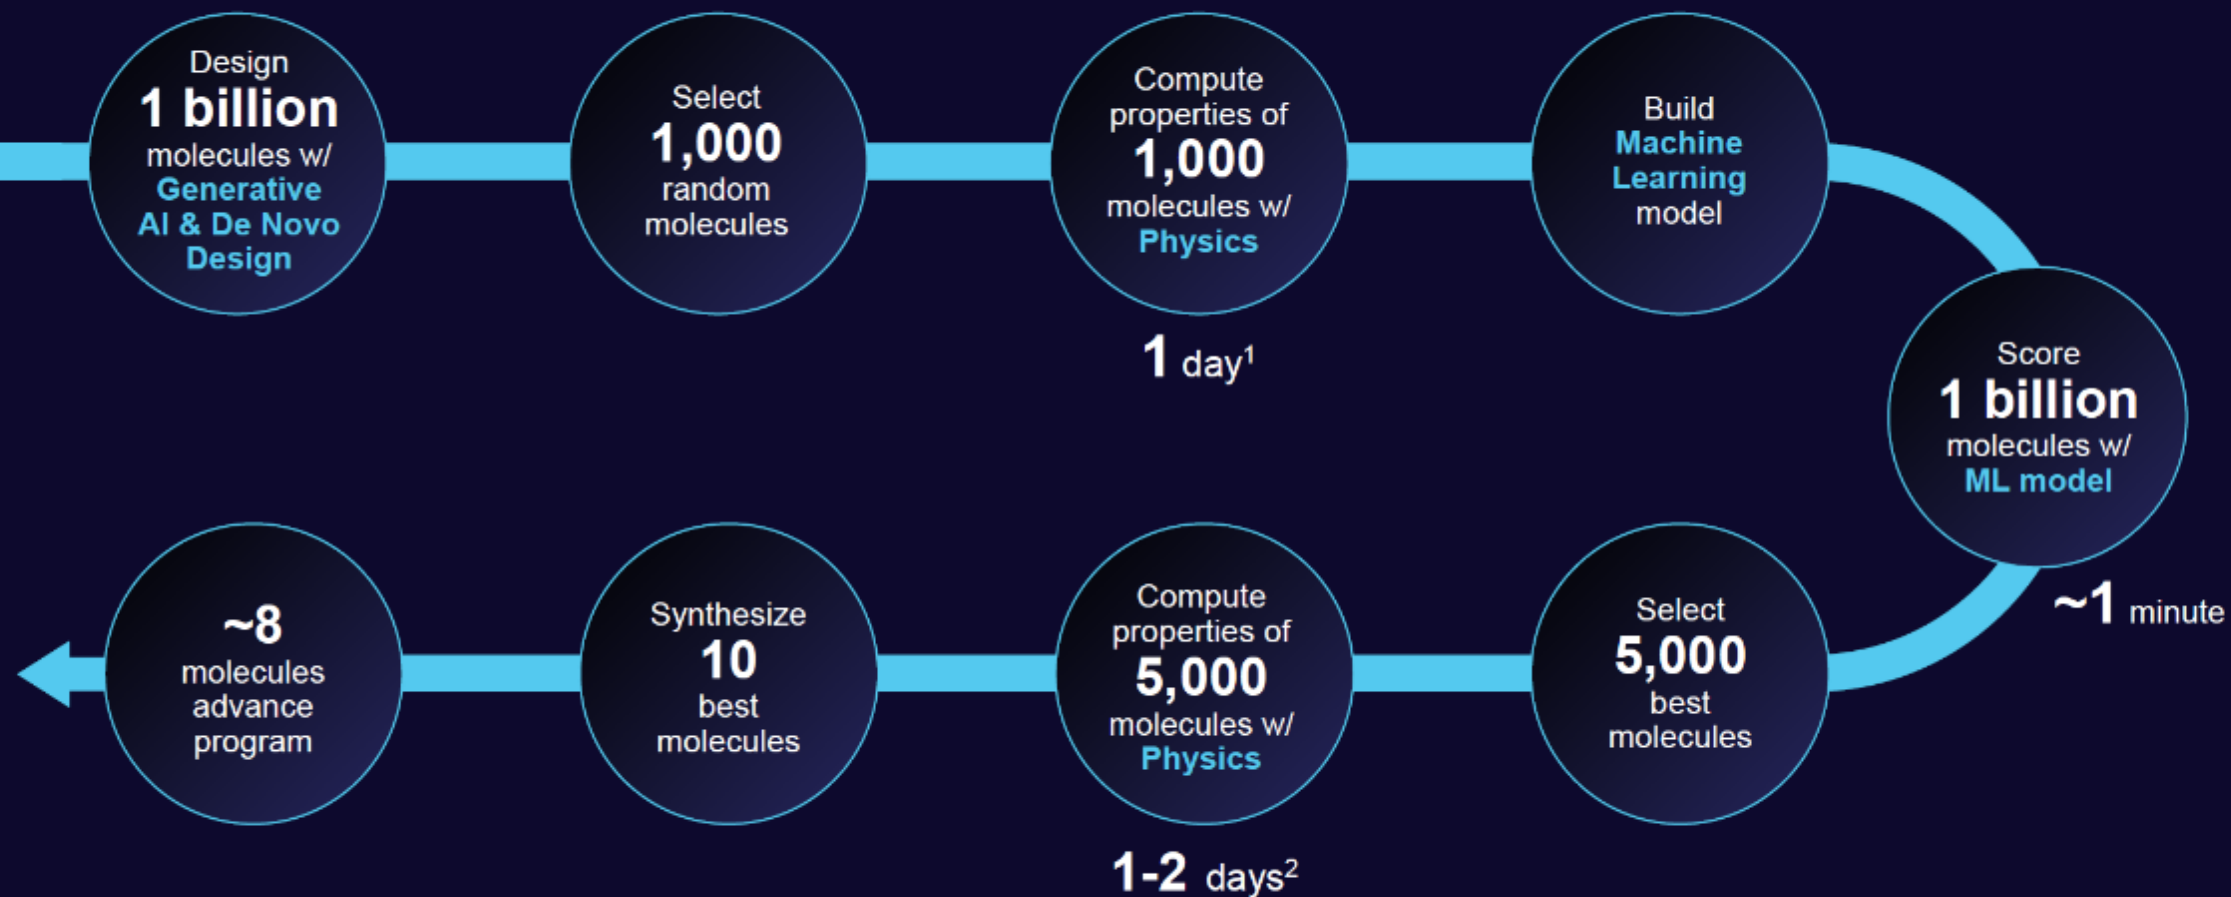 Design
1 billion
molecules w/
Generative
AI & De Novo
Design
Select
1,000
random
molecules
Compute
properties of
1,000
molecules w/
Physics
1 day¹
Build
Machine
Learning
model
Score
1 billion
molecules w/
ML model
~1 minute
Select
5,000
best
molecules
Compute
properties of
5,000
molecules w/
Physics
1-2 days²
Synthesize
10
best
molecules
~8
molecules
advance
program